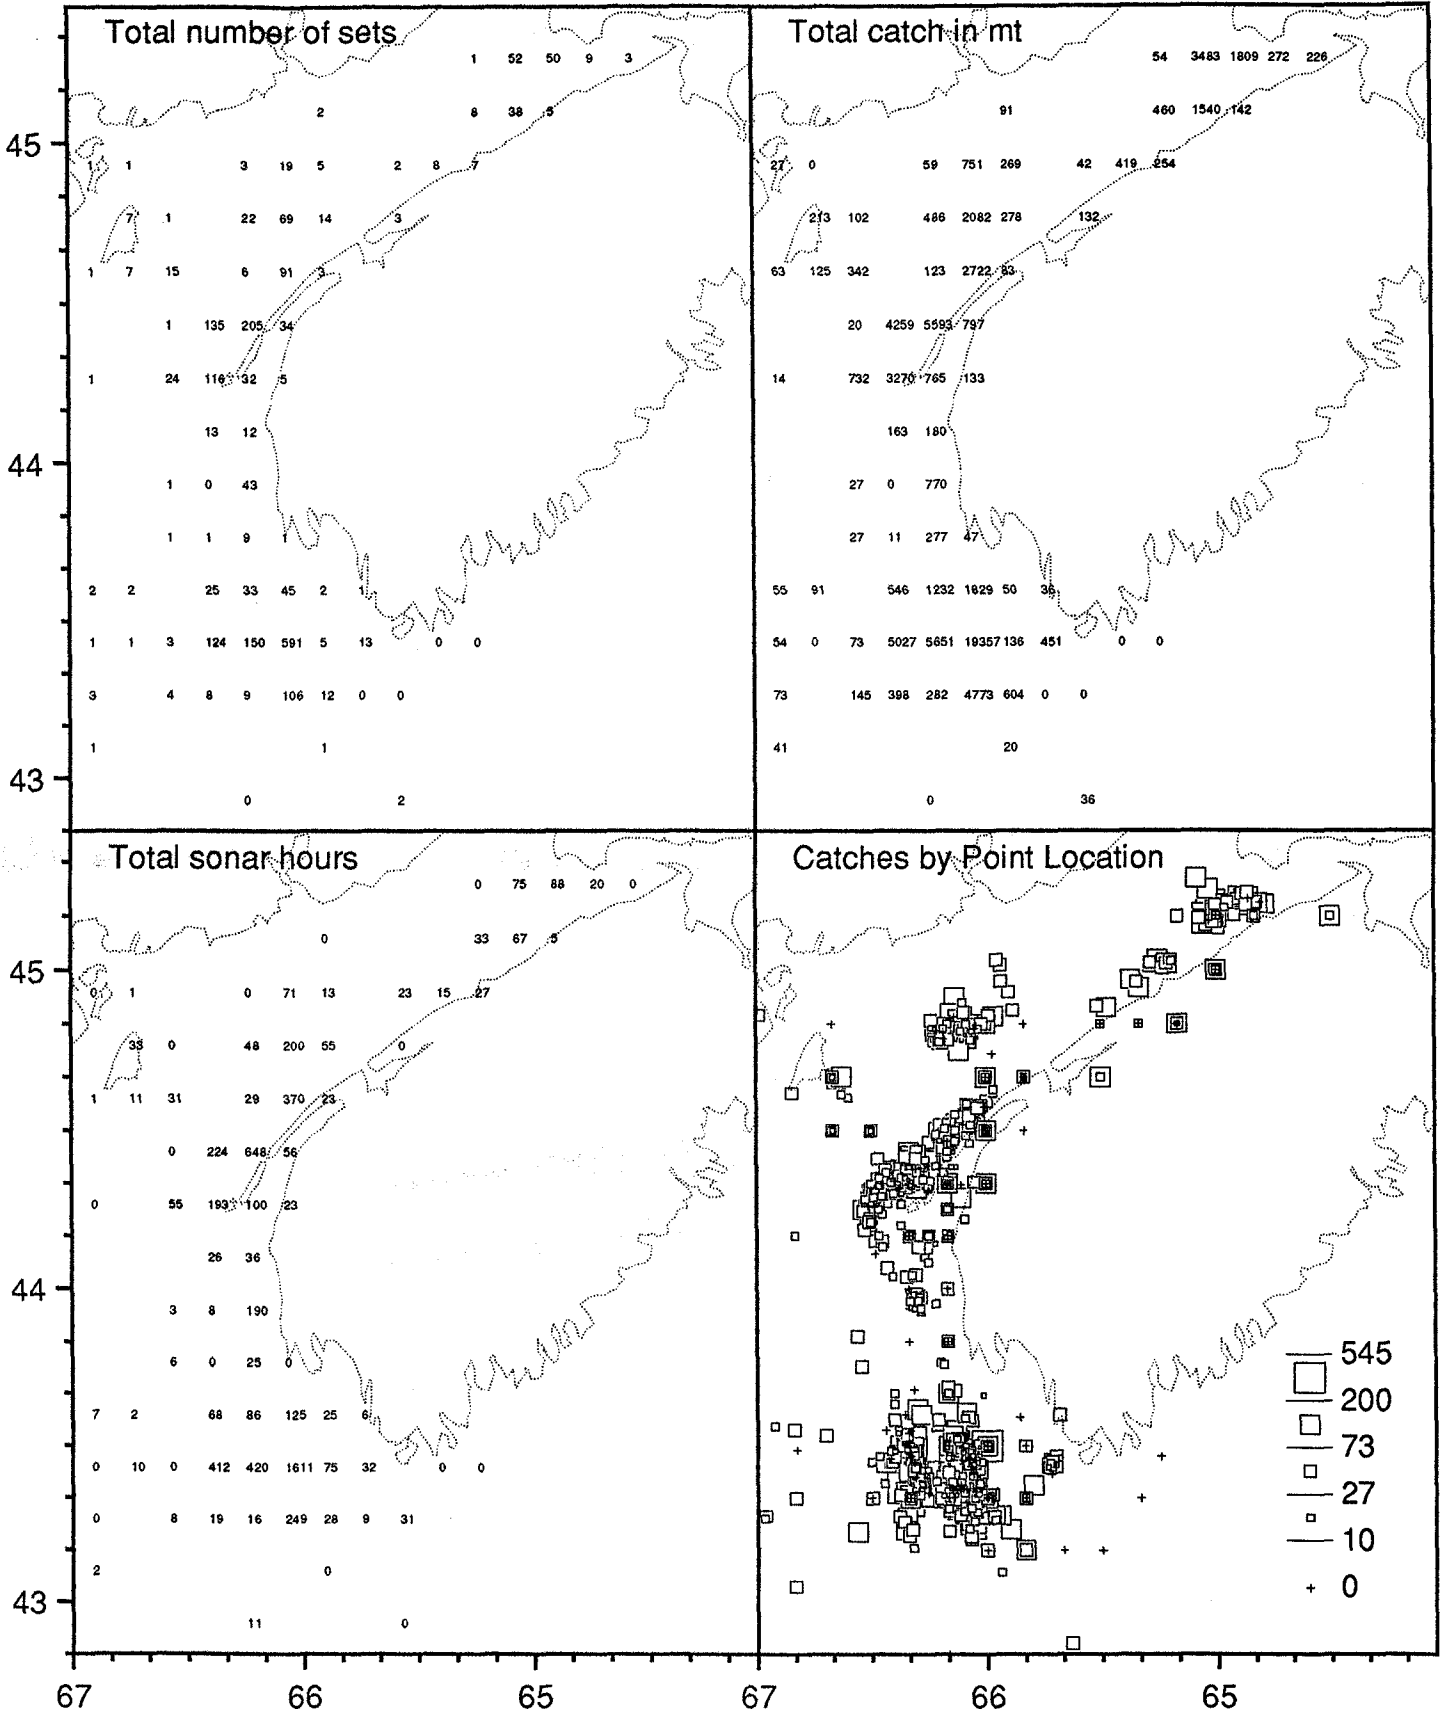 Total number of sets
1 52 50 9 3
2 8 38 5
45
1 1 3 19 5 2 8 7
7 1 22 69 14 3
1 7 15 6 91 3
1 135 205 34
1 24 116 32 5
13 12
44
1 0 43
1 1 9 1
2 2 25 33 45 2 1
1 1 3 124 150 591 5 13 0 0
3 4 8 9 106 12 0 0
1 1
43
0 2
Total catch in mt
54 3483 1809 272 226
91 460 1540 142
27 0 59 751 269 42 419 254
213 102 486 2082 278 132
63 125 342 123 2722 83
20 4259 5593 797
14 732 3270 765 133
163 180
27 0 770
27 11 277 47
55 91 546 1232 1829 50 36
54 0 73 5027 5651 19357 136 451 0 0
73 145 398 282 4773 604 0 0
41 20
0 36
Total sonar hours
0 75 88 20 0
0 33 67 5
45
0 1 0 71 13 23 15 27
33 0 48 200 55 0
1 11 31 29 370 23
0 224 648 56
0 55 193 100 23
26 36
44
3 8 190
6 0 25 0
7 2 68 86 125 25 6
0 10 0 412 420 1611 75 32 0 0
0 8 19 16 249 28 9 31
2 0
43
11 0
67 66 65
Catches by Point Location
545
200
73
27
10
0
67 66 65